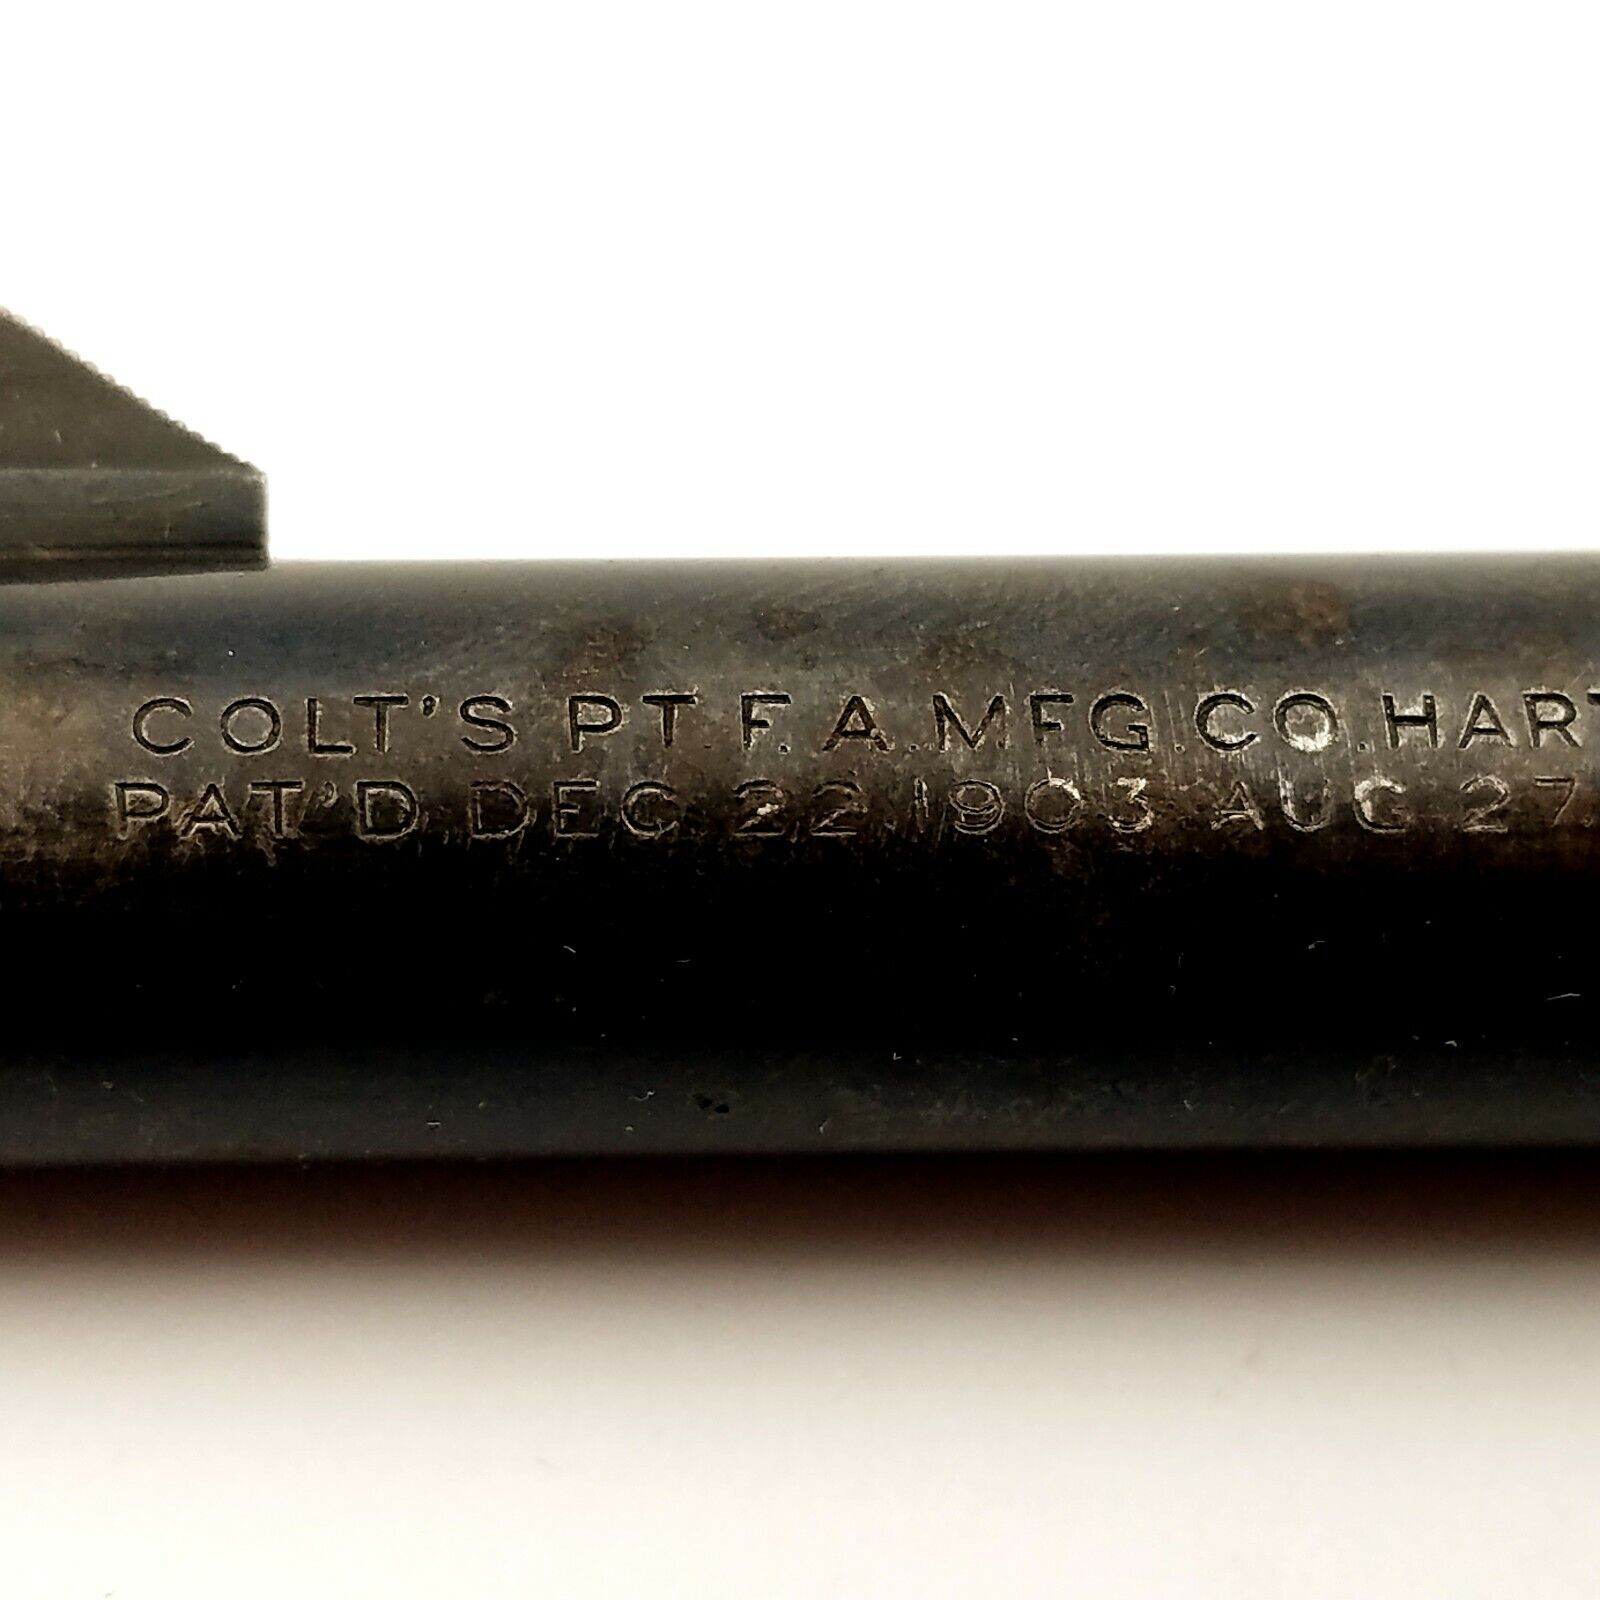 COLT'S PT. F. A. MFG. CO. HART
PAT'D DEC 22. 1903. AUG 27.